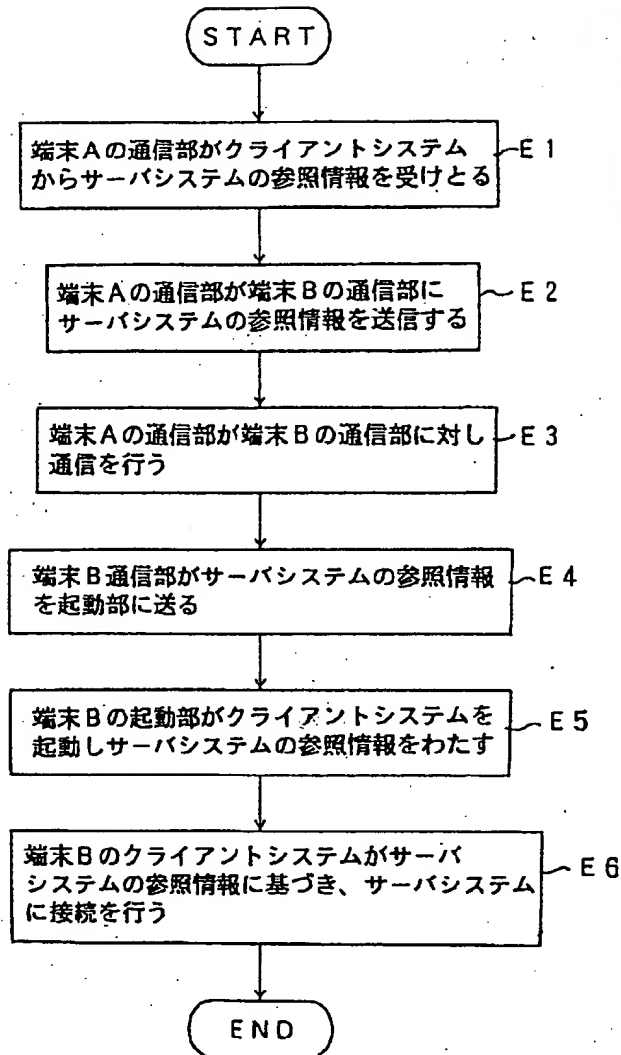 START
端末Aの通信部がクライアントシステム
からサーバシステムの参照情報を受けとる
E1
端末Aの通信部が端末Bの通信部に
サーバシステムの参照情報を送信する
E2
端末Aの通信部が端末Bの通信部に対し
通信を行う
E3
端末B通信部がサーバシステムの参照情報
を起動部に送る
E4
端末Bの起動部がクライアントシステムを
起動しサーバシステムの参照情報をわたす
E5
端末Bのクライアントシステムがサーバ
システムの参照情報に基づき、サーバシステム
に接続を行う
E6
END